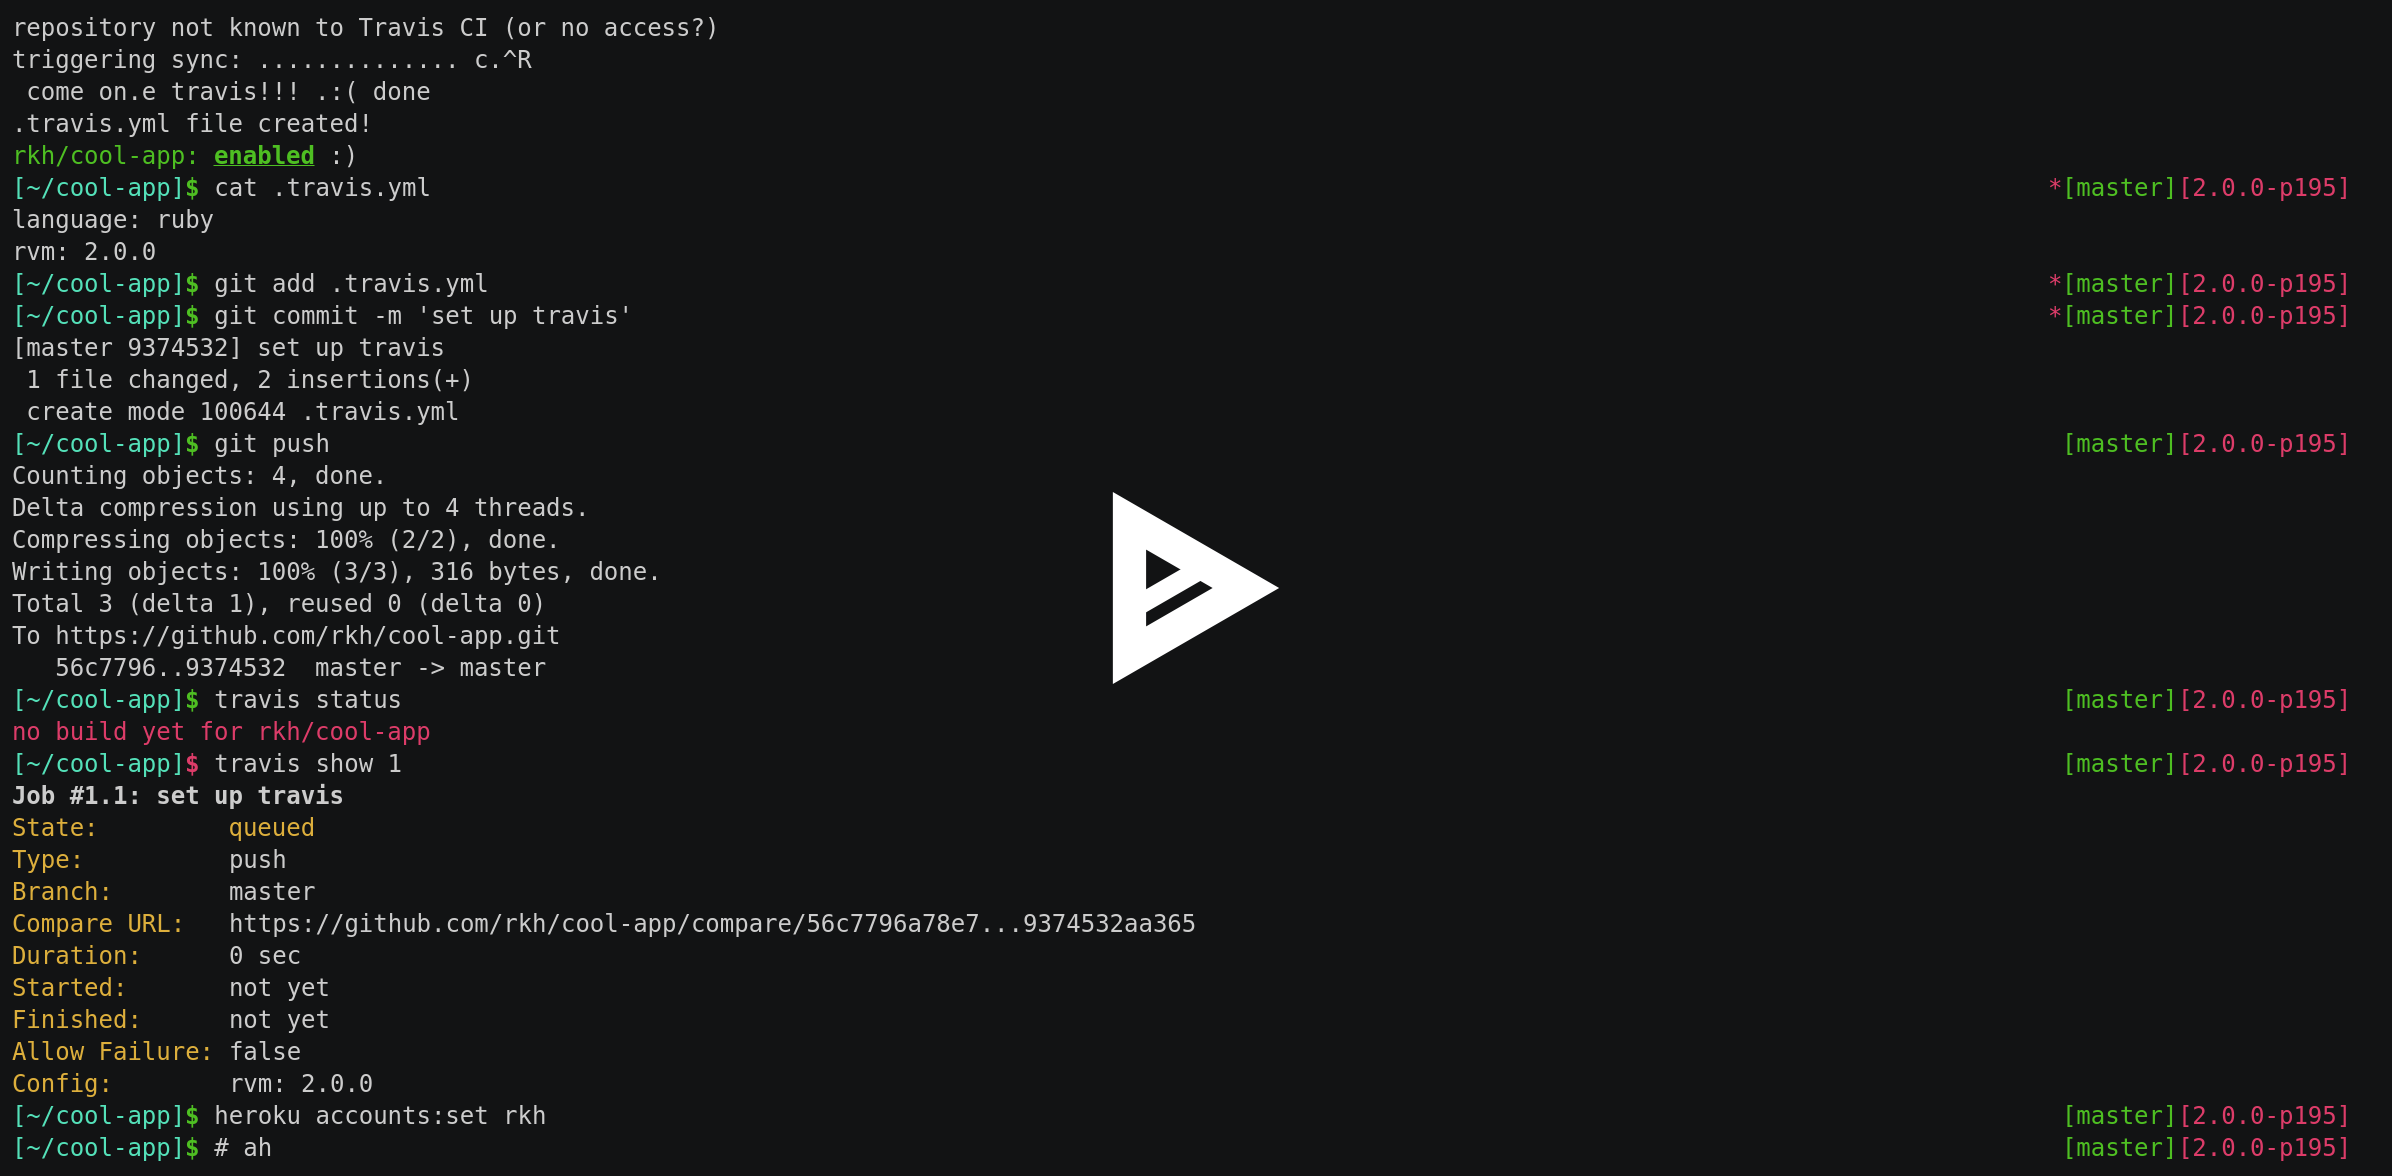 repository not known to Travis CI (or no access?)
triggering sync: .............. c.^R
 come on.e travis!!! .:( done
.travis.yml file created!
rkh/cool-app: enabled :)
[~/cool-app]$ cat .travis.yml *[master][2.0.0-p195]
language: ruby
rvm: 2.0.0
[~/cool-app]$ git add .travis.yml *[master][2.0.0-p195]
[~/cool-app]$ git commit -m 'set up travis' *[master][2.0.0-p195]
[master 9374532] set up travis
 1 file changed, 2 insertions(+)
 create mode 100644 .travis.yml
[~/cool-app]$ git push [master][2.0.0-p195]
Counting objects: 4, done.
Delta compression using up to 4 threads.
Compressing objects: 100% (2/2), done.
Writing objects: 100% (3/3), 316 bytes, done.
Total 3 (delta 1), reused 0 (delta 0)
To https://github.com/rkh/cool-app.git
   56c7796..9374532  master -> master
[~/cool-app]$ travis status [master][2.0.0-p195]
no build yet for rkh/cool-app
[~/cool-app]$ travis show 1 [master][2.0.0-p195]
Job #1.1: set up travis
State:         queued
Type:          push
Branch:        master
Compare URL:   https://github.com/rkh/cool-app/compare/56c7796a78e7...9374532aa365
Duration:      0 sec
Started:       not yet
Finished:      not yet
Allow Failure: false
Config:        rvm: 2.0.0
[~/cool-app]$ heroku accounts:set rkh [master][2.0.0-p195]
[~/cool-app]$ # ah [master][2.0.0-p195]